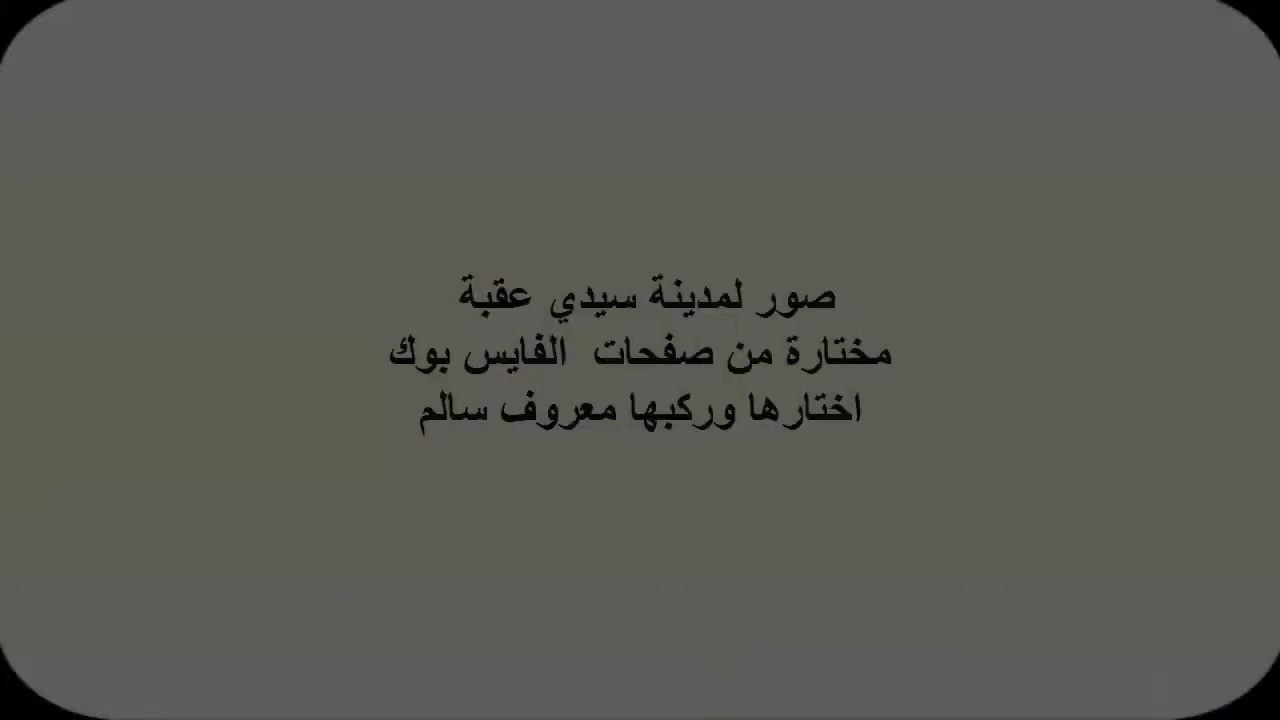 صور لمدينة سيدي عقبة
مختارة من صفحات الفايس بوك
اختارها وركبها معروف سالم